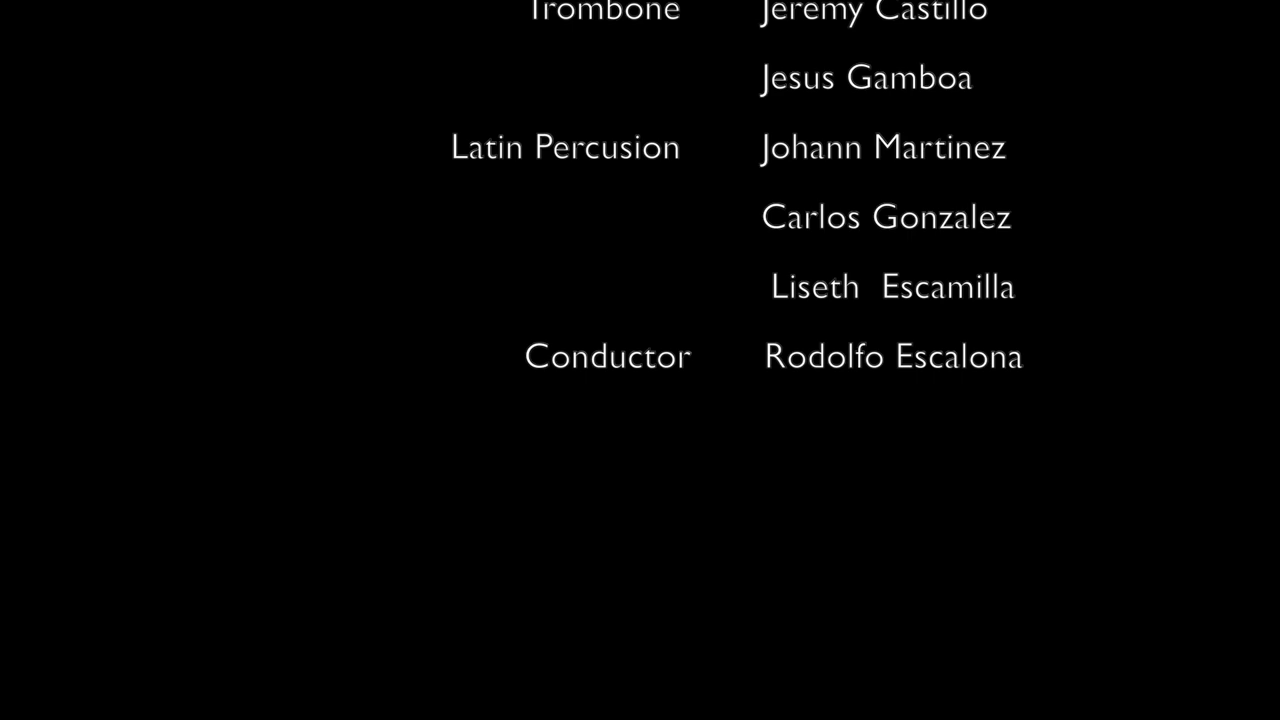 Trombone Jeremy Castillo
Jesus Gamboa
Latin Percusion Johann Martinez
Carlos Gonzalez
Liseth Escamilla
Conductor Rodolfo Escalona